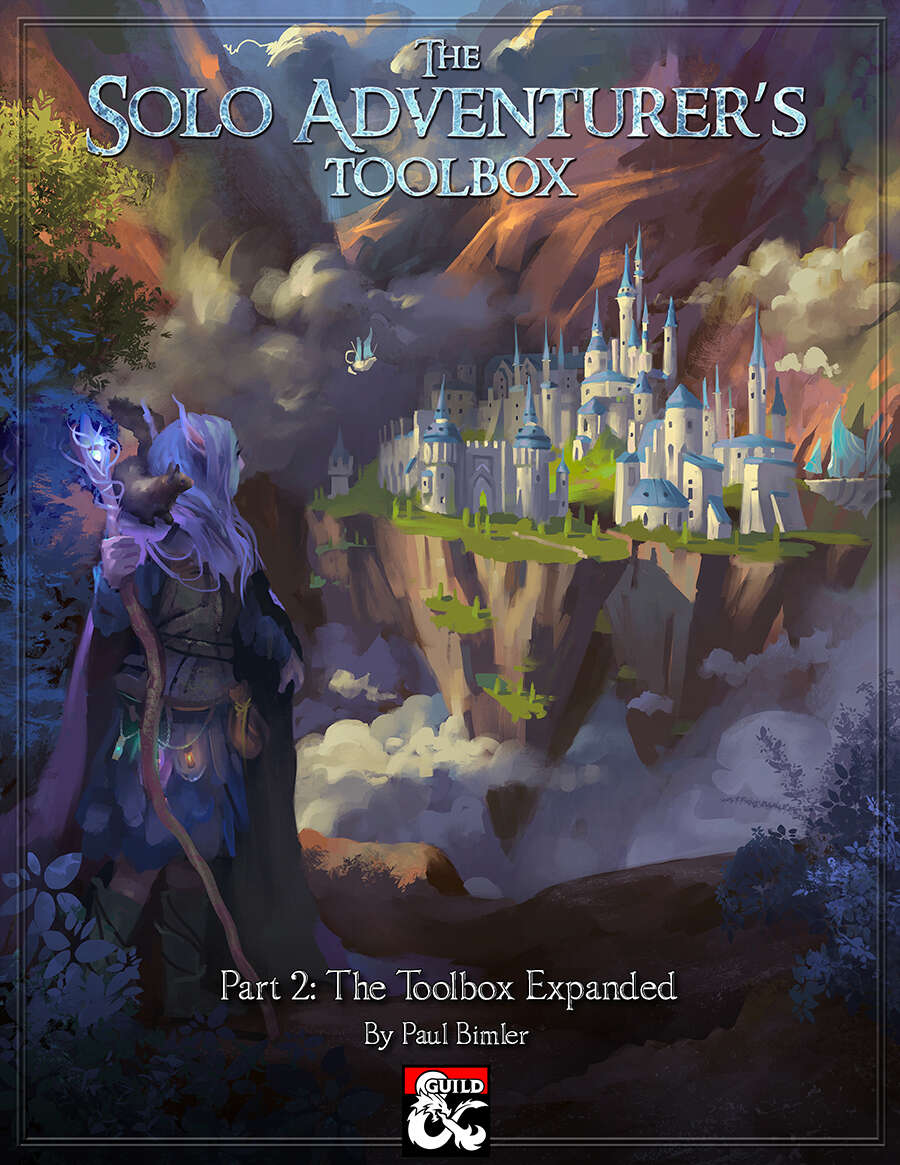 The
Solo Adventurer's
Toolbox
Part 2: The Toolbox Expanded
By Paul Bimler
GUILD